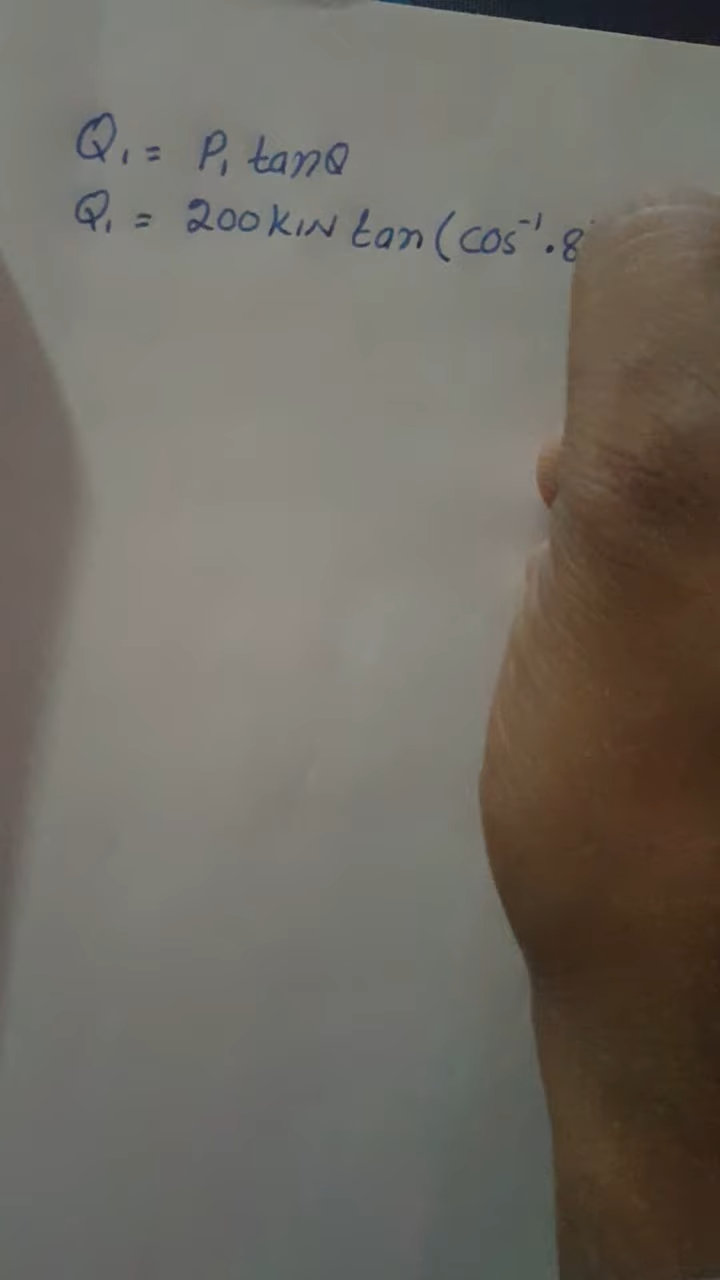 Q₁ = P₁ tanθ
Q₁ = 200KW tan(cos⁻¹.8